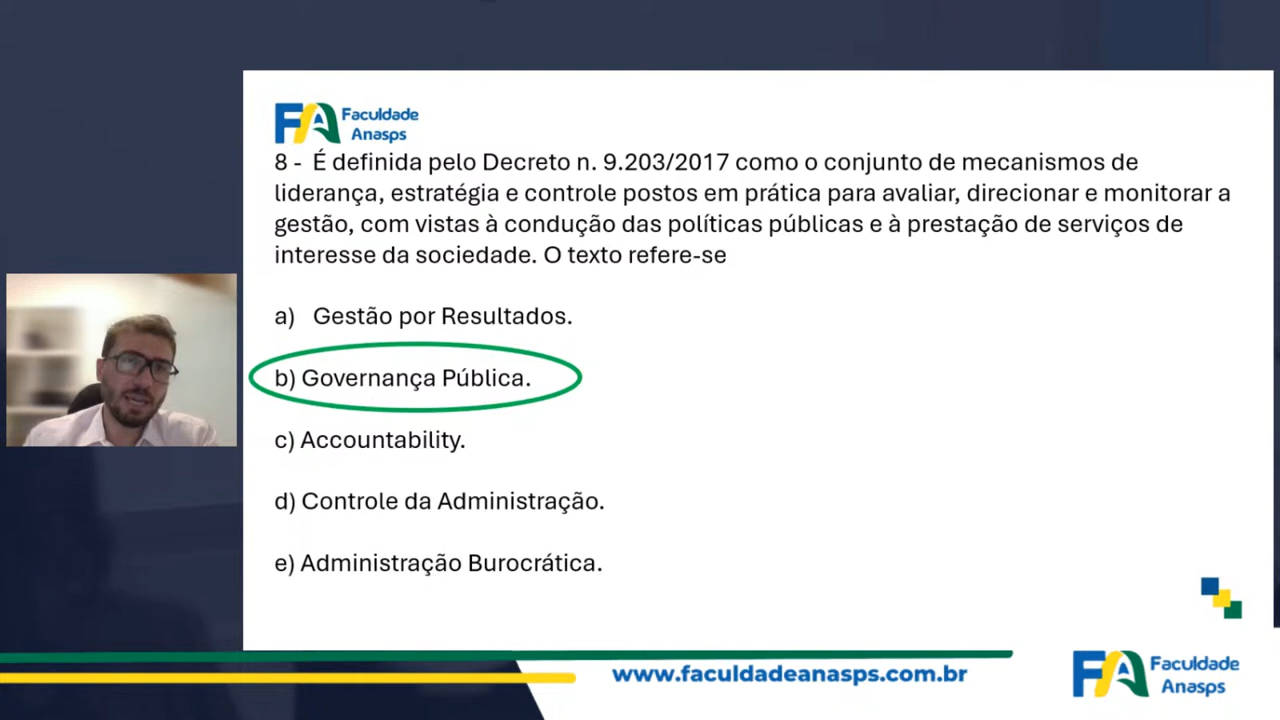 FA Faculdade
Anasps
8 - É definida pelo Decreto n. 9.203/2017 como o conjunto de mecanismos de
liderança, estratégia e controle postos em prática para avaliar, direcionar e monitorar a
gestão, com vistas à condução das políticas públicas e à prestação de serviços de
interesse da sociedade. O texto refere-se
a) Gestão por Resultados.
b) Governança Pública.
c) Accountability.
d) Controle da Administração.
e) Administração Burocrática.
www.faculdadeanasps.com.br
FA Faculdade
Anasps